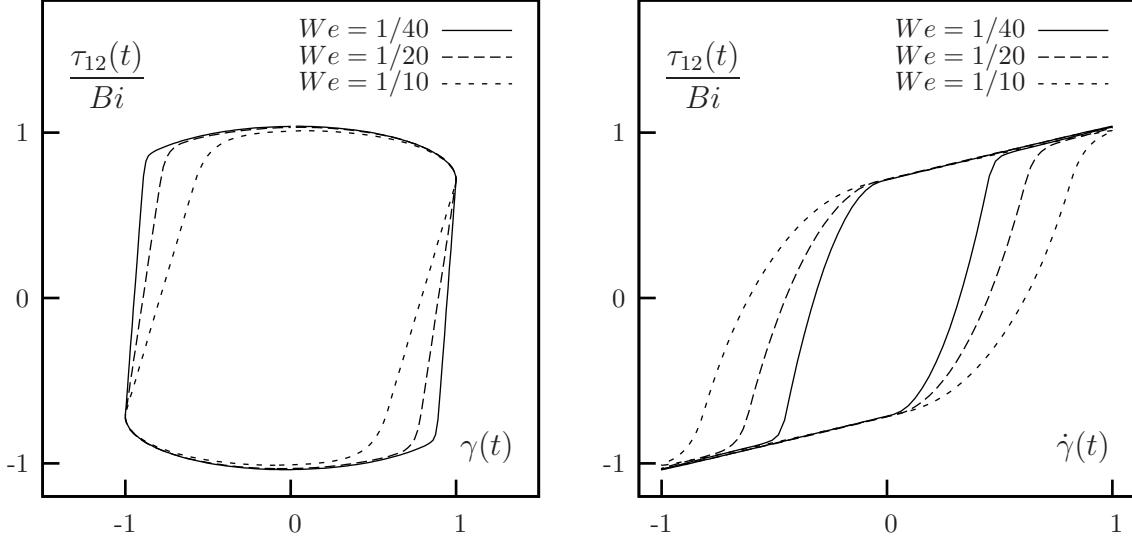 We = 1/40
We = 1/20
We = 1/10
τ₁₂(t)
Bi
1
0
-1
γ(t)
-1 0 1
We = 1/40
We = 1/20
We = 1/10
τ₁₂(t)
Bi
1
0
-1
γ̇(t)
-1 0 1